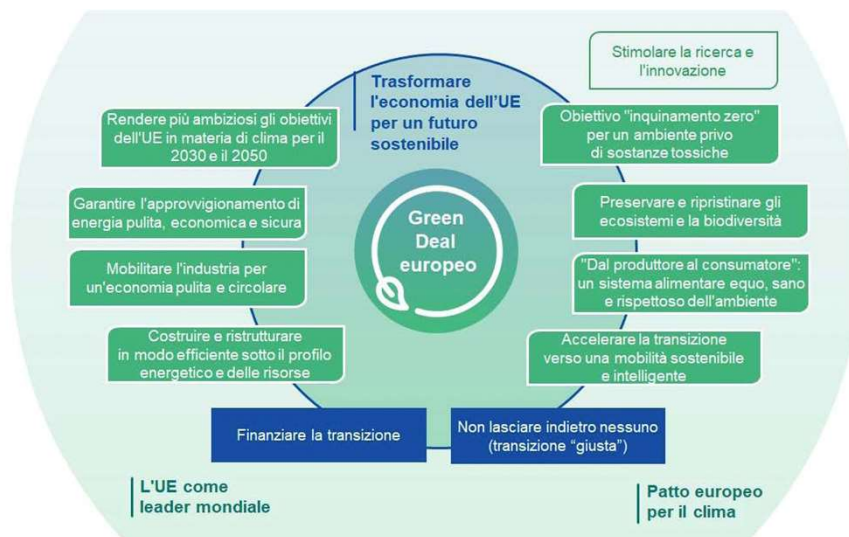 Stimolare la ricerca e
l'innovazione
Trasformare
l'economia dell'UE
per un futuro
sostenibile
Rendere più ambiziosi gli obiettivi
dell'UE in materia di clima per il
2030 e il 2050
Obiettivo "inquinamento zero"
per un ambiente privo
di sostanze tossiche
Garantire l'approvvigionamento di
energia pulita, economica e sicura
Preservare e ripristinare gli
ecosistemi e la biodiversità
Green
Deal
europeo
Mobilitare l'industria per
un'economia pulita e circolare
"Dal produttore al consumatore":
un sistema alimentare equo, sano
e rispettoso dell'ambiente
Costruire e ristrutturare
in modo efficiente sotto il profilo
energetico e delle risorse
Accelerare la transizione
verso una mobilità sostenibile
e intelligente
Finanziare la transizione
Non lasciare indietro nessuno
(transizione “giusta”)
L'UE come
leader mondiale
Patto europeo
per il clima